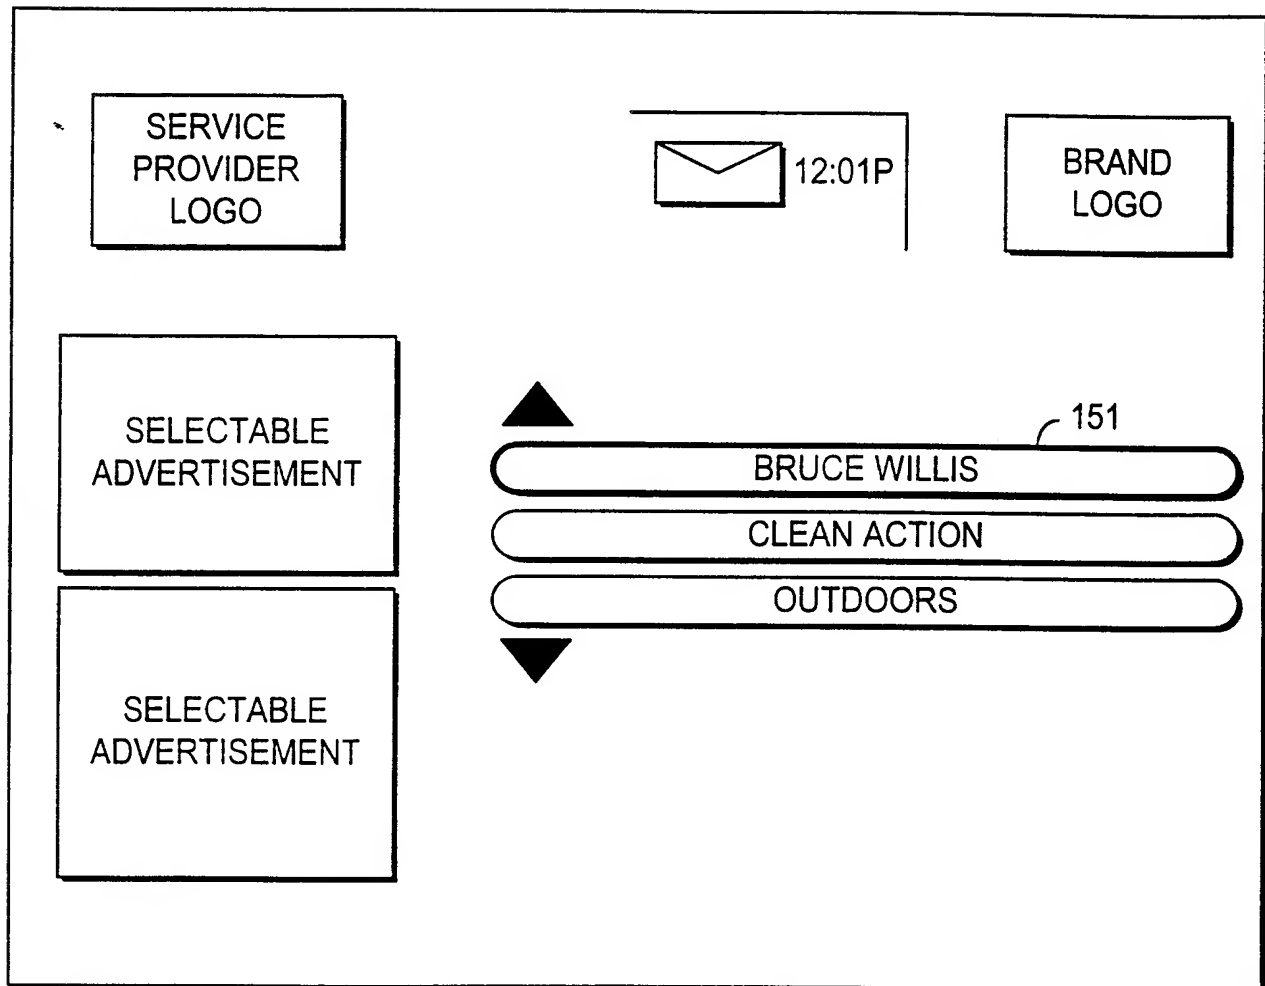 SERVICE
PROVIDER
LOGO
12:01P
BRAND
LOGO
SELECTABLE
ADVERTISEMENT
151
BRUCE WILLIS
CLEAN ACTION
OUTDOORS
SELECTABLE
ADVERTISEMENT